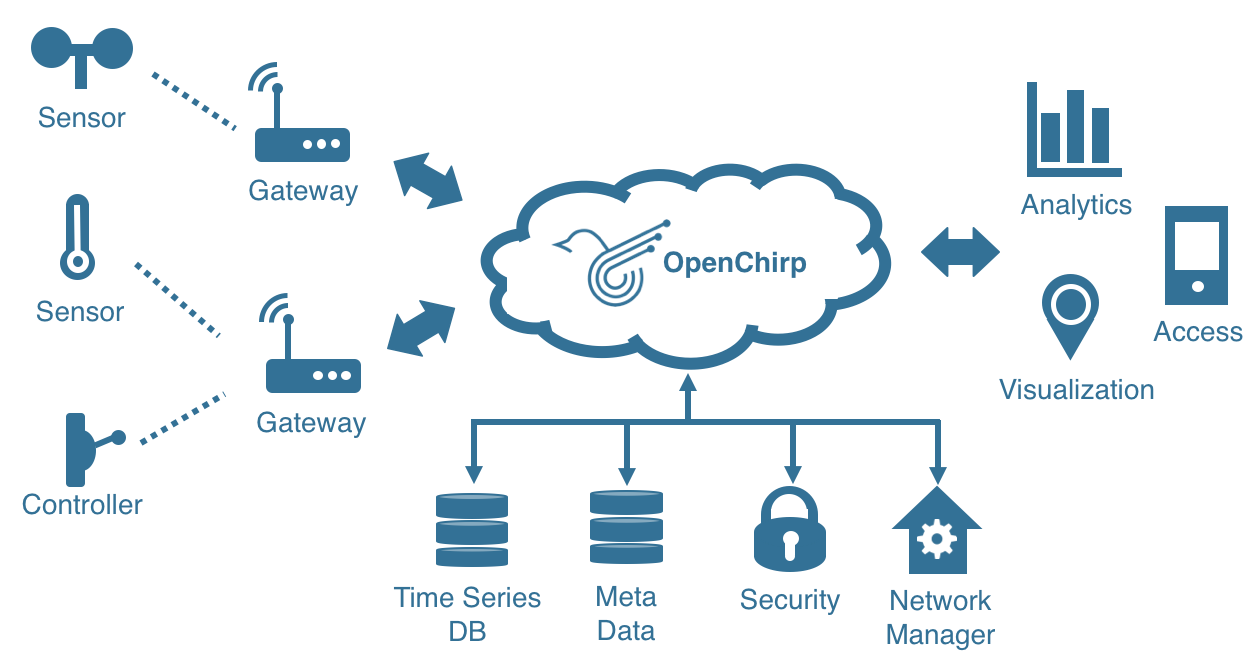 Sensor
Gateway
Sensor
Gateway
Controller
OpenChirp
Analytics
Access
Visualization
Time Series
DB
Meta
Data
Security
Network
Manager